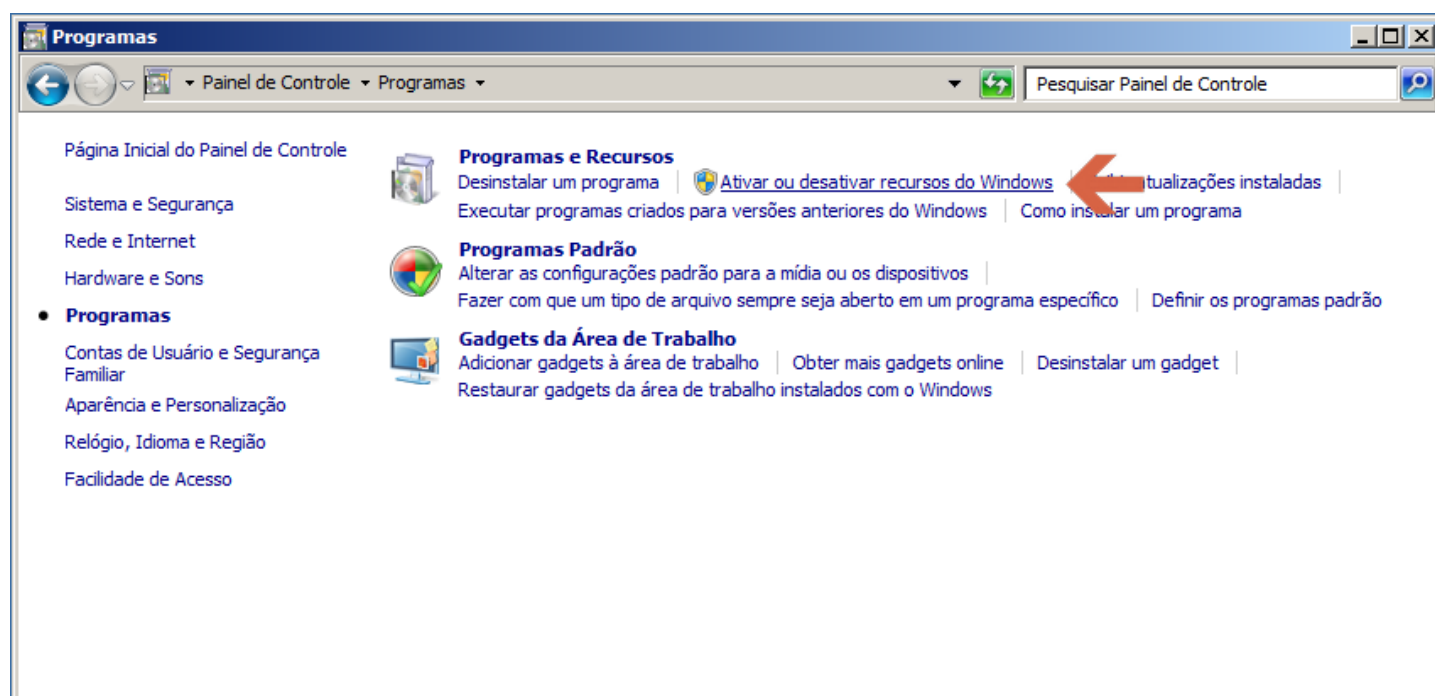 Programas
Painel de Controle Programas
Pesquisar Painel de Controle
Página Inicial do Painel de Controle
Sistema e Segurança
Rede e Internet
Hardware e Sons
Programas
Contas de Usuário e Segurança
Familiar
Aparência e Personalização
Relógio, Idioma e Região
Facilidade de Acesso
Programas e Recursos
Desinstalar um programa Ativar ou desativar recursos do Windows instaladas
Executar programas criados para versões anteriores do Windows Como instalar um programa
Programas Padrão
Alterar as configurações padrão para a mídia ou os dispositivos
Fazer com que um tipo de arquivo sempre seja aberto em um programa específico Definir os programas padrão
Gadgets da Área de Trabalho
Adicionar gadgets à área de trabalho Obter mais gadgets online Desinstalar um gadget
Restaurar gadgets da área de trabalho instalados com o Windows